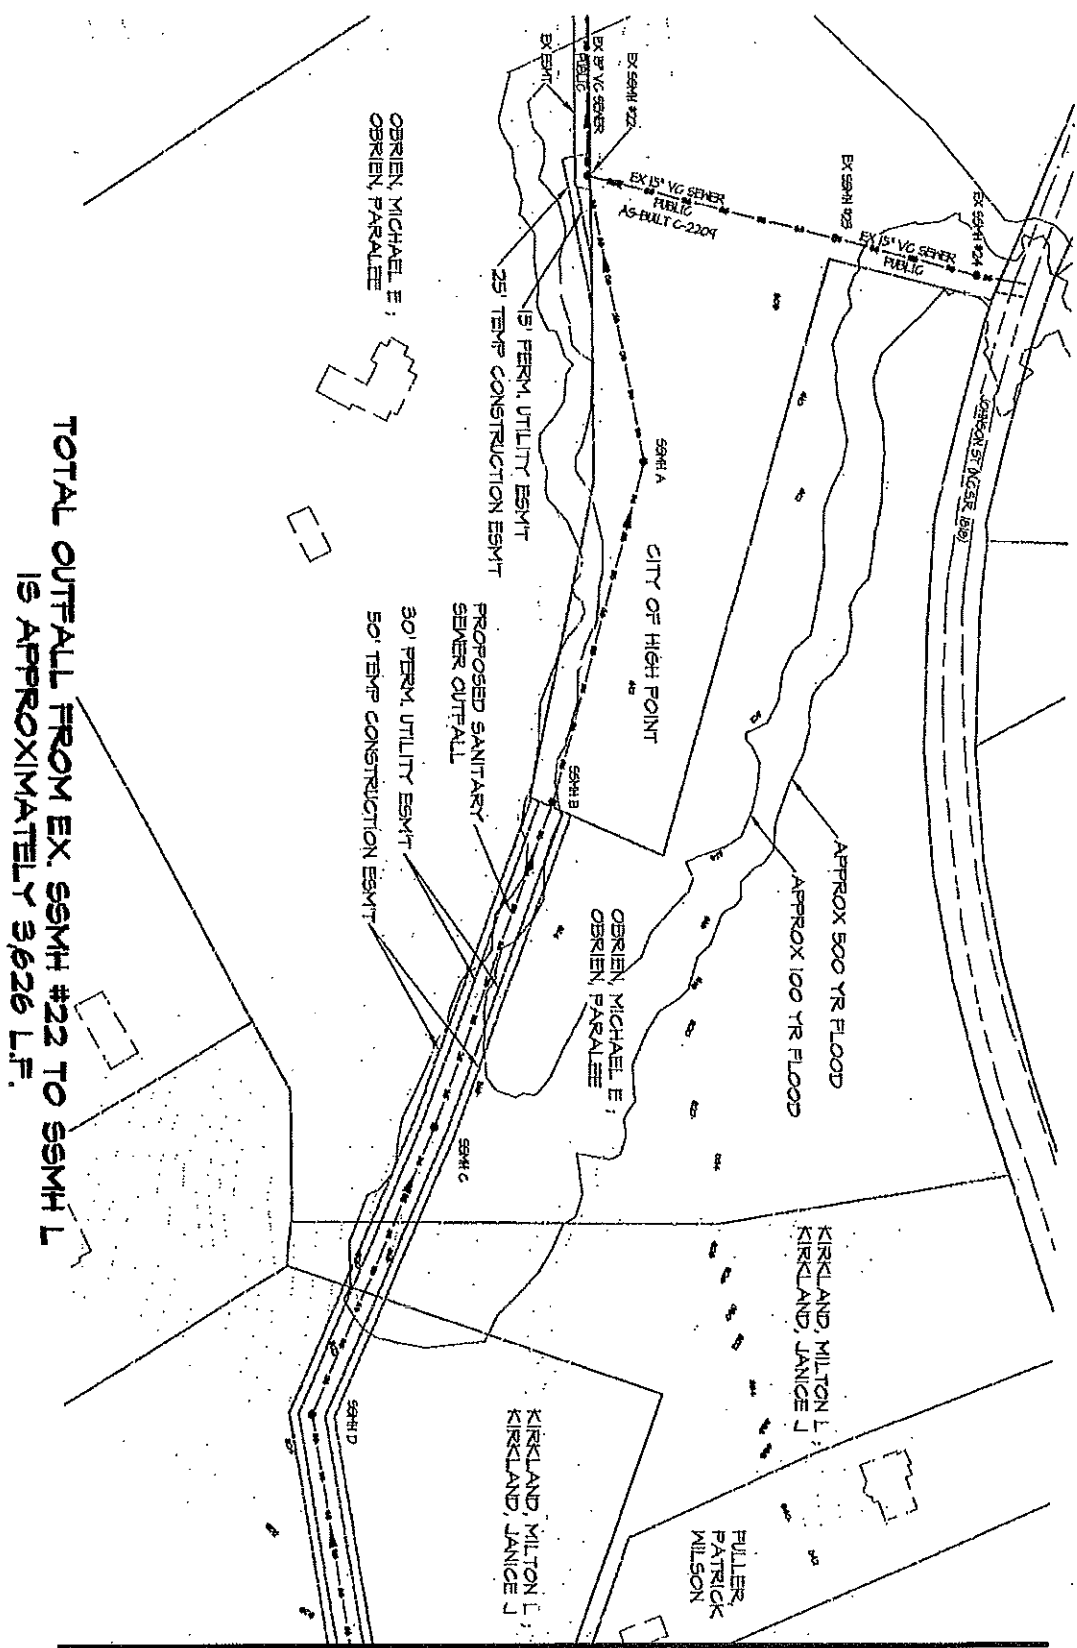 EX SSMH #22
EX 18" VC SEWER
PUBLIC
EX ESMT
EX 15" VC SEWER
PUBLIC
AS-BUILT C-2209
EX SSMH #23
EX 15" VC SEWER
PUBLIC
EX SSMH #24
JOHNSON ST
OBRIEN, MICHAEL E ;
OBRIEN, PARALEE
15' PERM. UTILITY ESMT
25' TEMP CONSTRUCTION ESMT
SSMH A
CITY OF HIGH POINT
PROPOSED SANITARY
SEWER OUTFALL
30' PERM. UTILITY ESMT
50' TEMP CONSTRUCTION ESMT
SSMH B
APPROX 500 YR FLOOD
APPROX 100 YR FLOOD
OBRIEN, MICHAEL E ;
OBRIEN, PARALEE
SSMH C
KIRKLAND, MILTON L ;
KIRKLAND, JANICE J
SSMH D
KIRKLAND, MILTON L ;
KIRKLAND, JANICE J
FULLER,
PATRICK
WILSON
TOTAL OUTFALL FROM EX. SSMH #22 TO SSMH L
IS APPROXIMATELY 3,626 L.F.